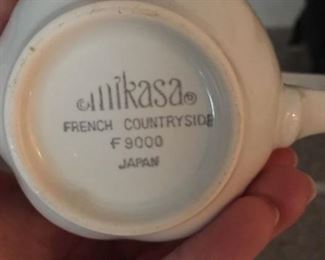 mikasa
FRENCH COUNTRYSIDE
F 9000
JAPAN